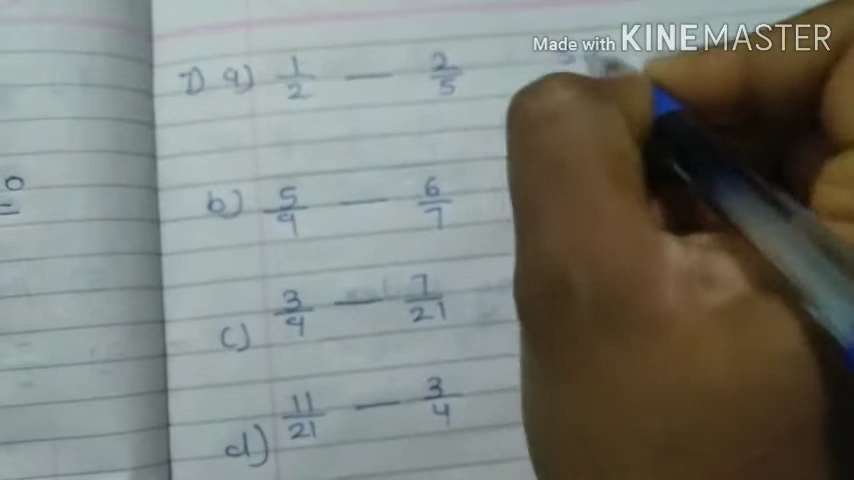 Made with KINEMASTER
1) a) 1/2 — 2/5
b) 5/9 — 6/7
c) 3/4 — 7/21
d) 11/21 — 3/4